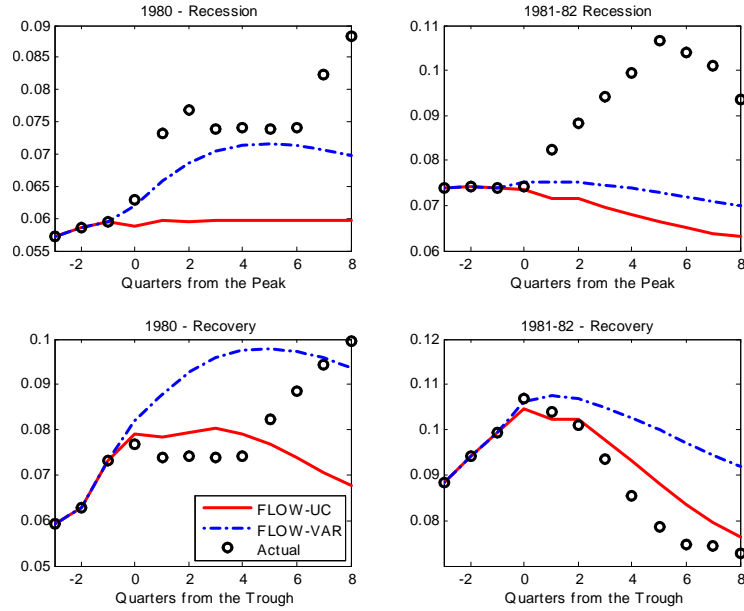 1980 - Recession
0.09
0.085
0.08
0.075
0.07
0.065
0.06
0.055
-2 0 2 4 6 8
Quarters from the Peak
1981-82 Recession
0.11
0.1
0.09
0.08
0.07
0.06
-2 0 2 4 6 8
Quarters from the Peak
1980 - Recovery
0.1
0.09
0.08
0.07
0.06
0.05
-2 0 2 4 6 8
Quarters from the Trough
FLOW-UC
FLOW-VAR
Actual
1981-82 - Recovery
0.12
0.11
0.1
0.09
0.08
-2 0 2 4 6 8
Quarters from the Trough